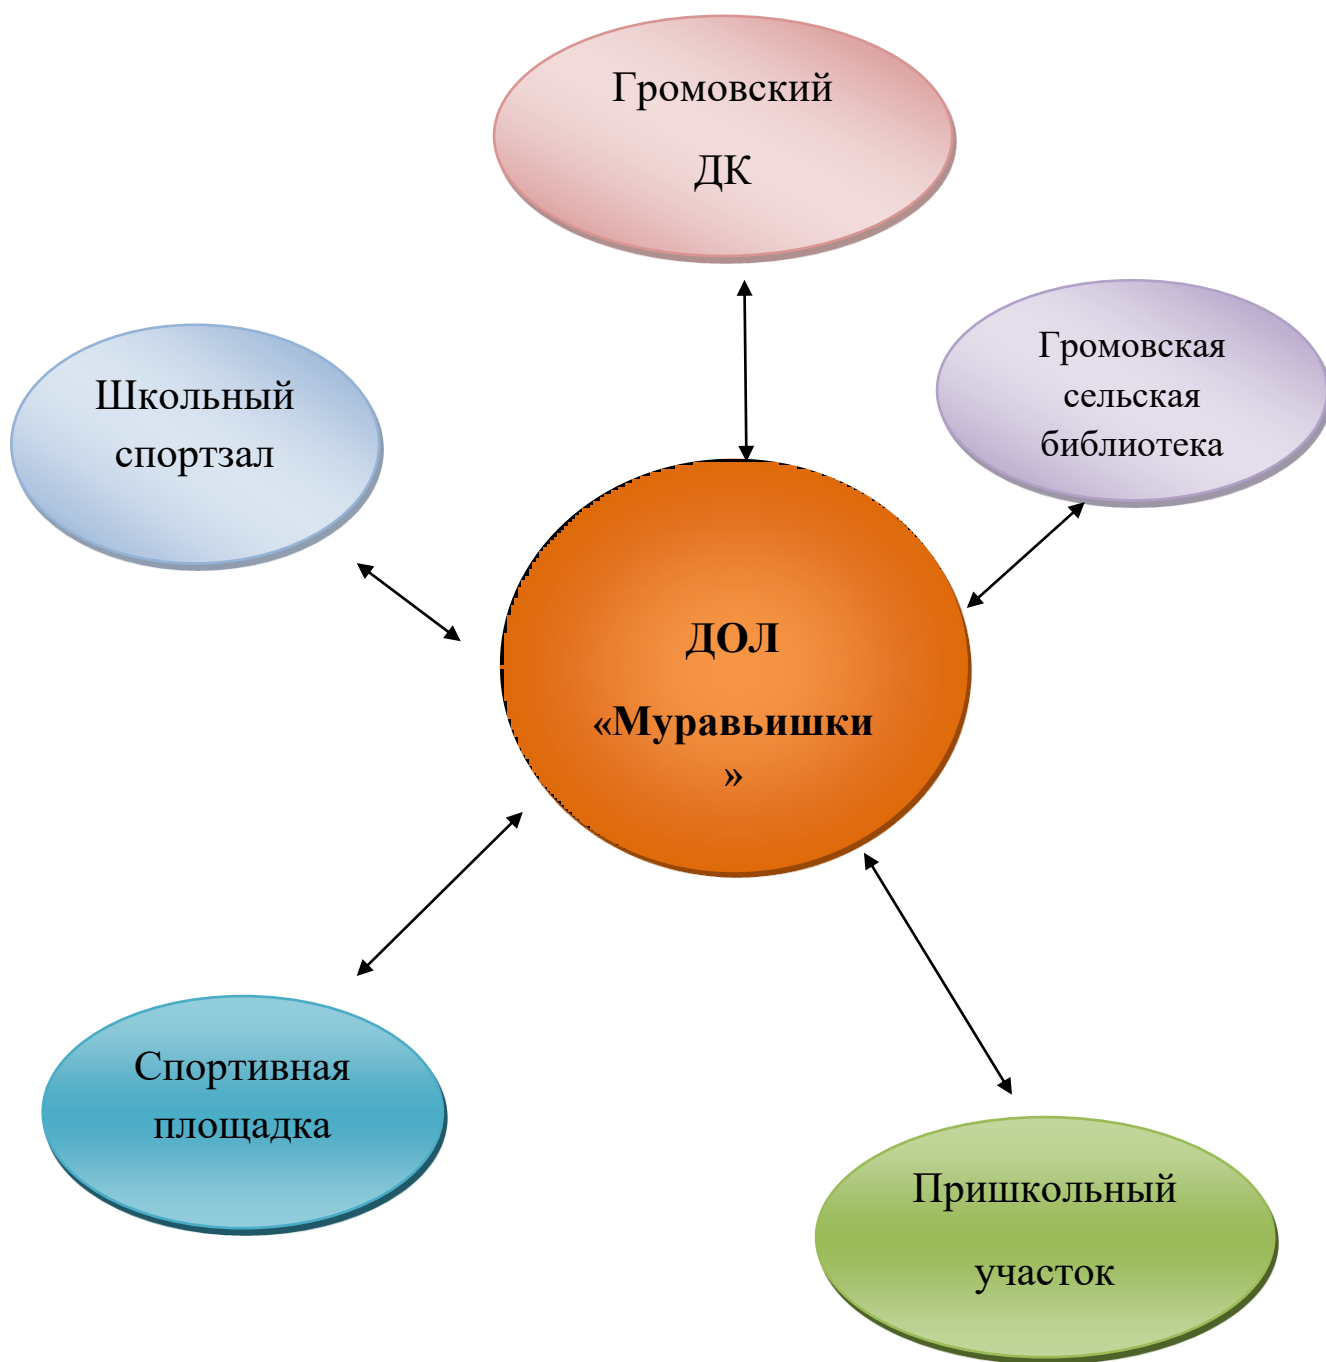 Громовский
ДК
Громовская
сельская
библиотека
Школьный
спортзал
ДОЛ
«Муравьишки
»
Спортивная
площадка
Пришкольный
участок